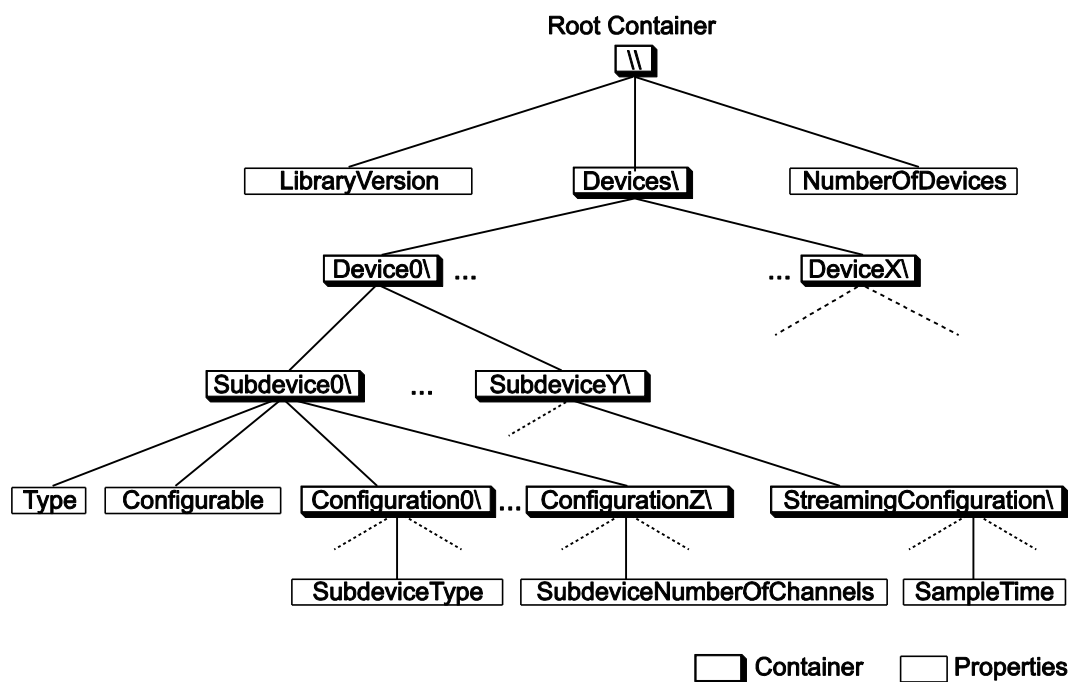 Root Container
\\
LibraryVersion Devices\ NumberOfDevices
Device0\ ... ... DeviceX\
Subdevice0\ ... SubdeviceY\
Type Configurable Configuration0\ ... ConfigurationZ\ StreamingConfiguration\
SubdeviceType SubdeviceNumberOfChannels SampleTime
Container Properties